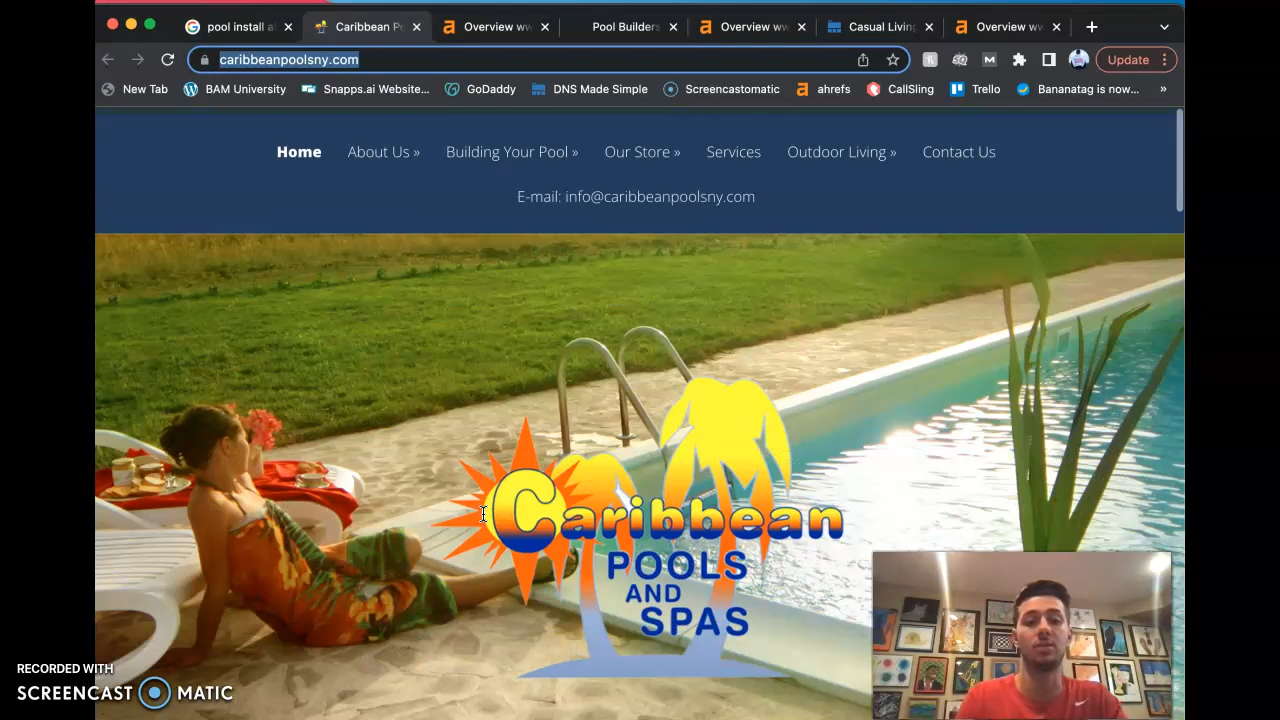 pool install al
Caribbean P
Overview ww
Pool Builders
Overview ww
Casual Living
Overview ww
caribbeanpoolsny.com
Update
New Tab
BAM University
Snapps.ai Website...
GoDaddy
DNS Made Simple
Screencastomatic
ahrefs
CallSling
Trello
Bananatag is now...
»
Home
About Us »
Building Your Pool »
Our Store »
Services
Outdoor Living »
Contact Us
E-mail: info@caribbeanpoolsny.com
Caribbean
POOLS
AND
SPAS
RECORDED WITH
SCREENCAST MATIC